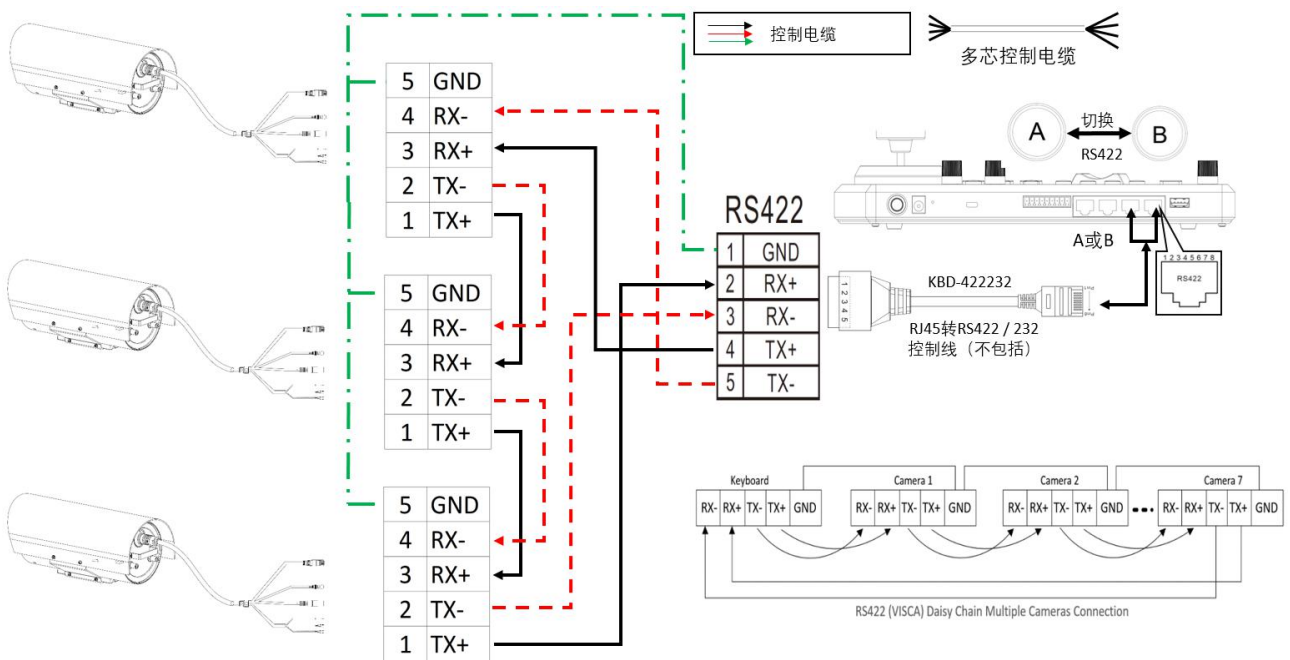 控制电缆
多芯控制电缆
5 GND
4 RX-
3 RX+
2 TX-
1 TX+
5 GND
4 RX-
3 RX+
2 TX-
1 TX+
5 GND
4 RX-
3 RX+
2 TX-
1 TX+
A
切换
B
RS422
A或B
1 2 3 4 5 6 7 8
RS422
RS422
1 GND
2 RX+
3 RX-
4 TX+
5 TX-
1 2 3 4 5
KBD-422232
RJ45转RS422 / 232
控制线（不包括）
Keyboard
Camera 1
Camera 2
Camera 7
RX- RX+ TX- TX+ GND
RX- RX+ TX- TX+ GND
RX- RX+ TX- TX+ GND
RX- RX+ TX- TX+ GND
RS422 (VISCA) Daisy Chain Multiple Cameras Connection